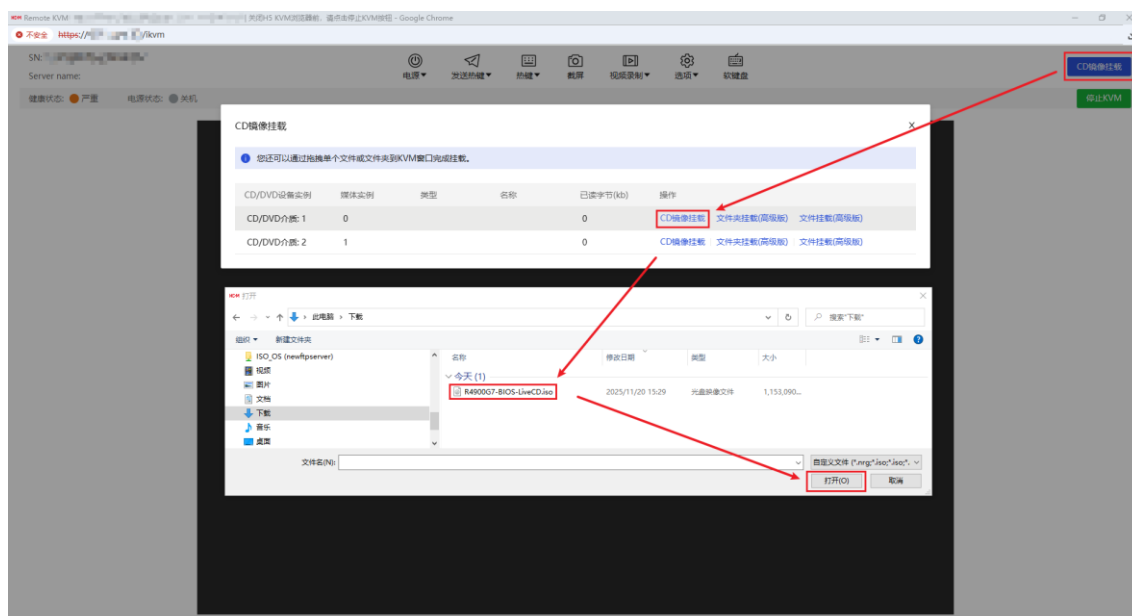 HDM Remote KVM: 关闭H5 KVM浏览器前，请点击停止KVM按钮 - Google Chrome
不安全 https:// /ikvm
SN:
Server name:
电源 发送热键 热键 截屏 视频录制 选项 软键盘
CD镜像挂载
健康状态: 严重 电源状态: 关机
停止KVM
CD镜像挂载 X
您还可以通过拖拽单个文件或文件夹到KVM窗口完成挂载。
CD/DVD设备实例 媒体实例 类型 名称 已读字节(kb) 操作
CD/DVD介质: 1 0 0 CD镜像挂载 文件夹挂载(高级版) 文件挂载(高级版)
CD/DVD介质: 2 1 0 CD镜像挂载 文件夹挂载(高级版) 文件挂载(高级版)
HDM 打开
此电脑 › 下载 搜索"下载"
组织 新建文件夹
ISO_OS (newftpserver)
视频
图片
文档
下载
音乐
桌面
名称 修改日期 类型 大小
今天 (1)
R4900G7-BIOS-LiveCD.iso 2025/11/20 15:29 光盘映像文件 1,153,090...
文件名(N): 自定义文件 (*.nrg;*.iso;*.iso;*.
打开(O) 取消